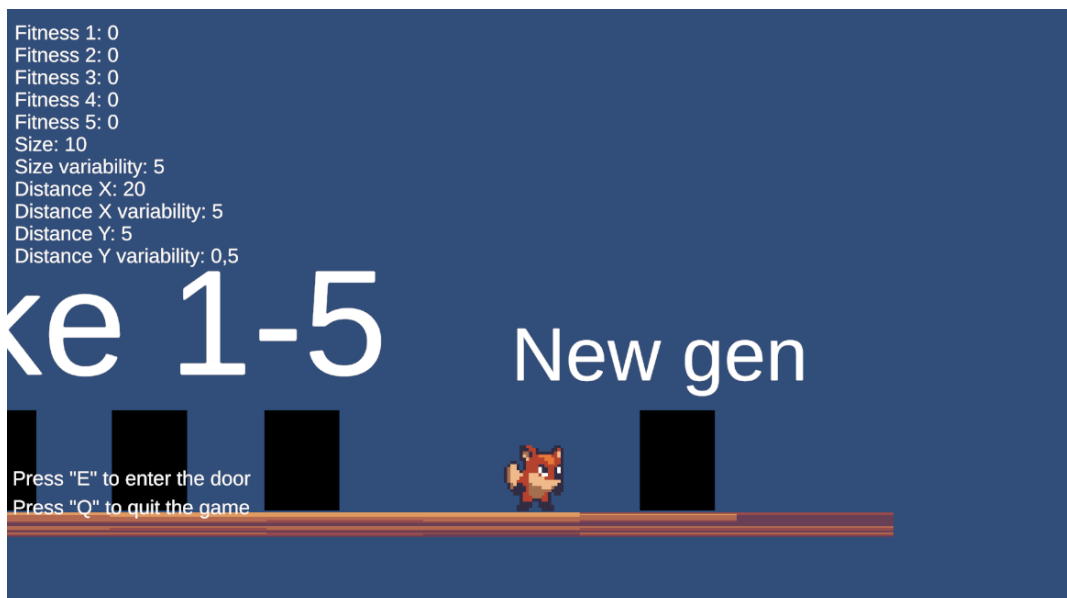 Fitness 1: 0
Fitness 2: 0
Fitness 3: 0
Fitness 4: 0
Fitness 5: 0
Size: 10
Size variability: 5
Distance X: 20
Distance X variability: 5
Distance Y: 5
Distance Y variability: 0,5
ke 1-5
New gen
Press "E" to enter the door
Press "Q" to quit the game